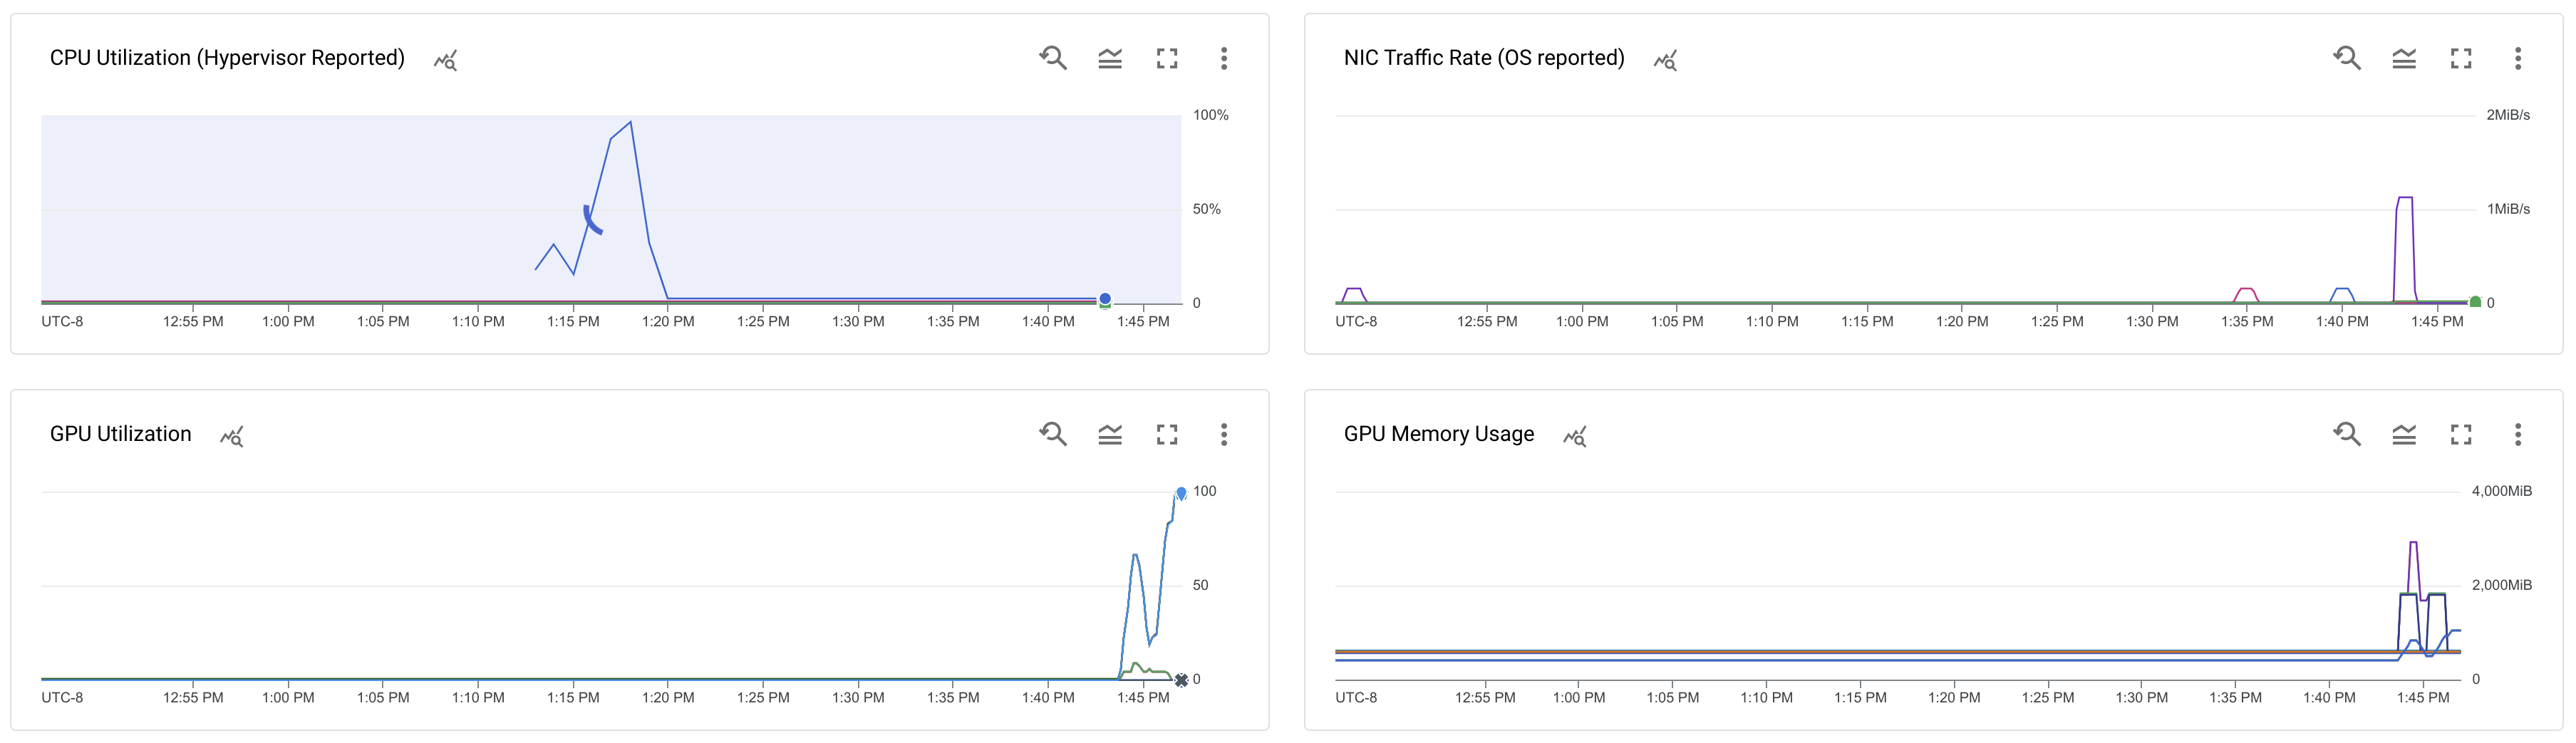 CPU Utilization (Hypervisor Reported)
100%
50%
0
UTC-8 12:55 PM 1:00 PM 1:05 PM 1:10 PM 1:15 PM 1:20 PM 1:25 PM 1:30 PM 1:35 PM 1:40 PM 1:45 PM
NIC Traffic Rate (OS reported)
2MiB/s
1MiB/s
0
UTC-8 12:55 PM 1:00 PM 1:05 PM 1:10 PM 1:15 PM 1:20 PM 1:25 PM 1:30 PM 1:35 PM 1:40 PM 1:45 PM
GPU Utilization
100
50
0
UTC-8 12:55 PM 1:00 PM 1:05 PM 1:10 PM 1:15 PM 1:20 PM 1:25 PM 1:30 PM 1:35 PM 1:40 PM 1:45 PM
GPU Memory Usage
4,000MiB
2,000MiB
0
UTC-8 12:55 PM 1:00 PM 1:05 PM 1:10 PM 1:15 PM 1:20 PM 1:25 PM 1:30 PM 1:35 PM 1:40 PM 1:45 PM